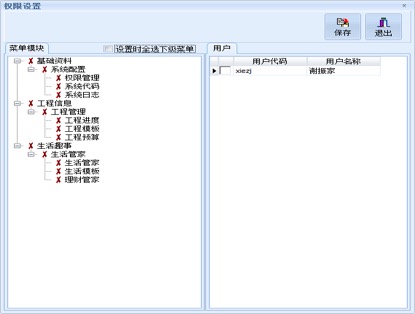 权限设置
保存 退出
菜单模块 设置时全选下级菜单
基础资料
系统配置
权限管理
系统代码
系统日志
工程信息
工程管理
工程进度
工程模板
工程预算
生活趣事
生活管家
生活管家
生活模板
理财管家
用户
用户代码 用户名称
xiezj 谢振家